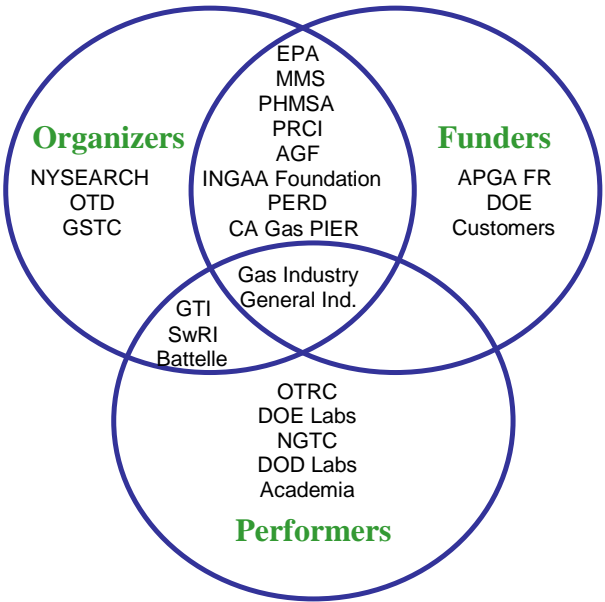 EPA
MMS
PHMSA
PRCI
AGF
INGAA Foundation
PERD
CA Gas PIER
Organizers
NYSEARCH
OTD
GSTC
Funders
APGA FR
DOE
Customers
Gas Industry
General Ind.
GTI
SwRI
Battelle
OTRC
DOE Labs
NGTC
DOD Labs
Academia
Performers